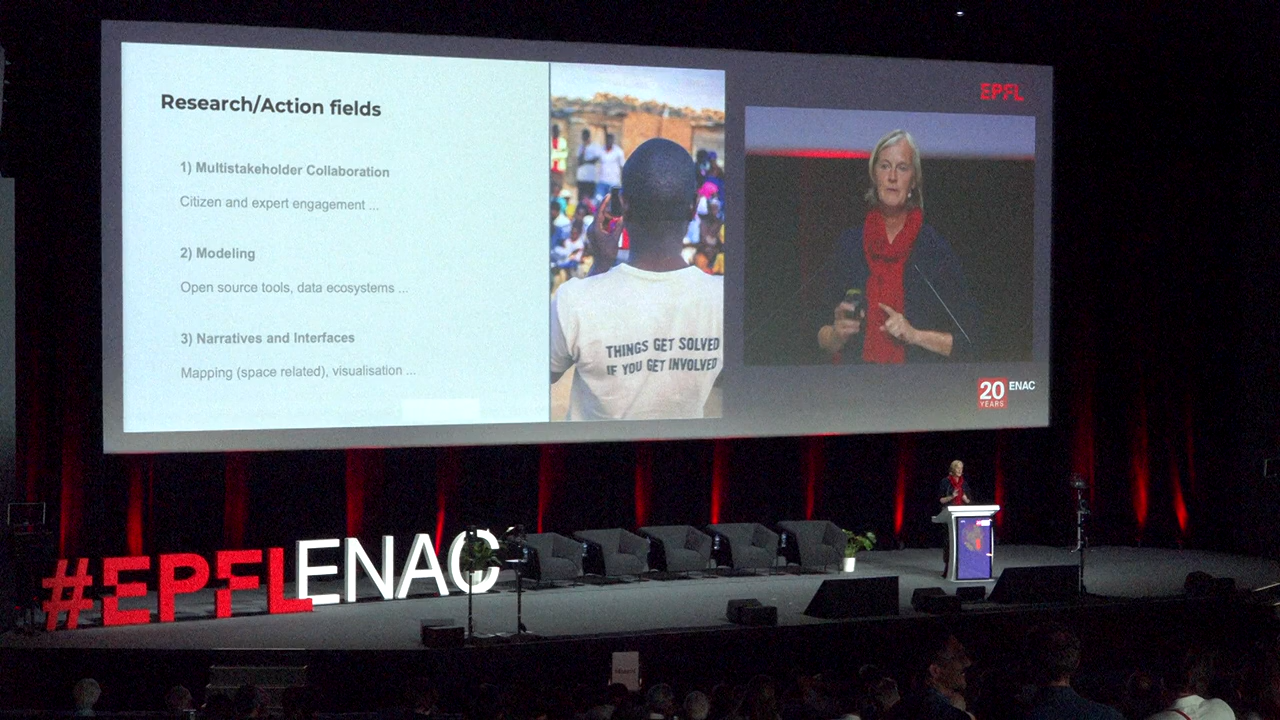 Research/Action fields
1) Multistakeholder Collaboration
Citizen and expert engagement ...
2) Modeling
Open source tools, data ecosystems ...
3) Narratives and Interfaces
Mapping (space related), visualisation ...
THINGS GET SOLVED
IF YOU GET INVOLVED
EPFL
20 ENAC
YEARS
#EPFLENAC